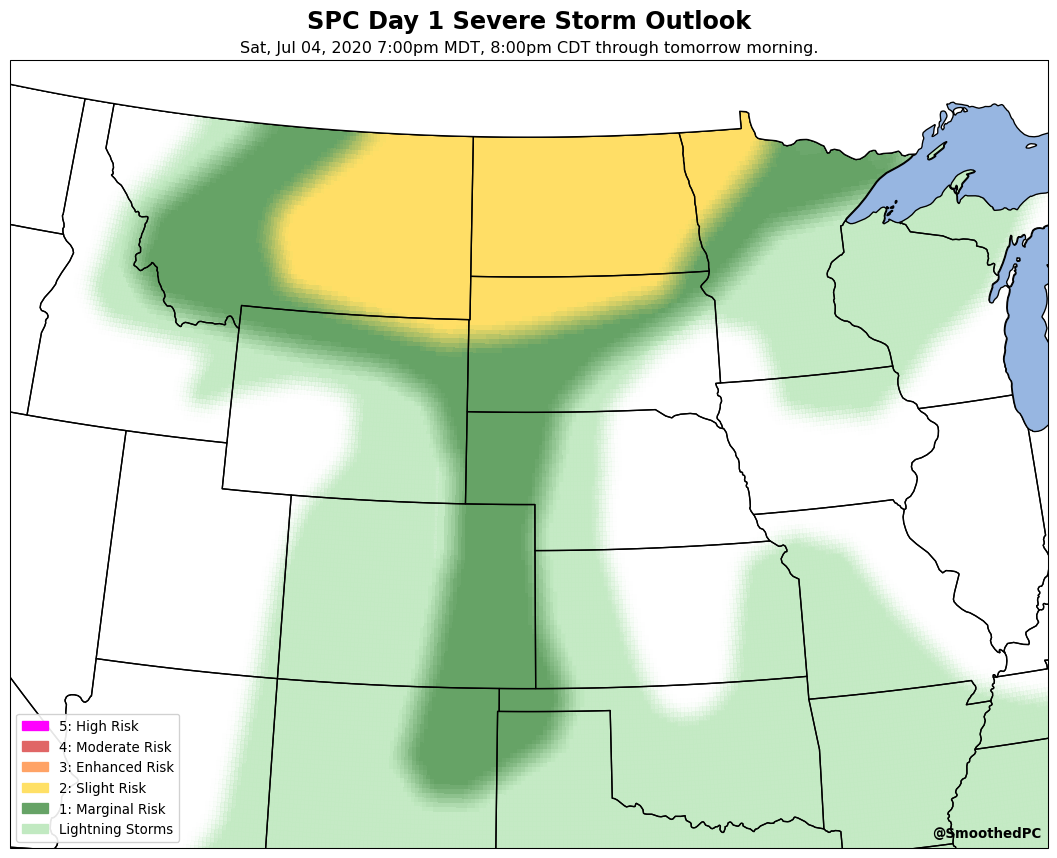 SPC Day 1 Severe Storm Outlook
Sat, Jul 04, 2020 7:00pm MDT, 8:00pm CDT through tomorrow morning.
5: High Risk
4: Moderate Risk
3: Enhanced Risk
2: Slight Risk
1: Marginal Risk
Lightning Storms
@SmoothedPC